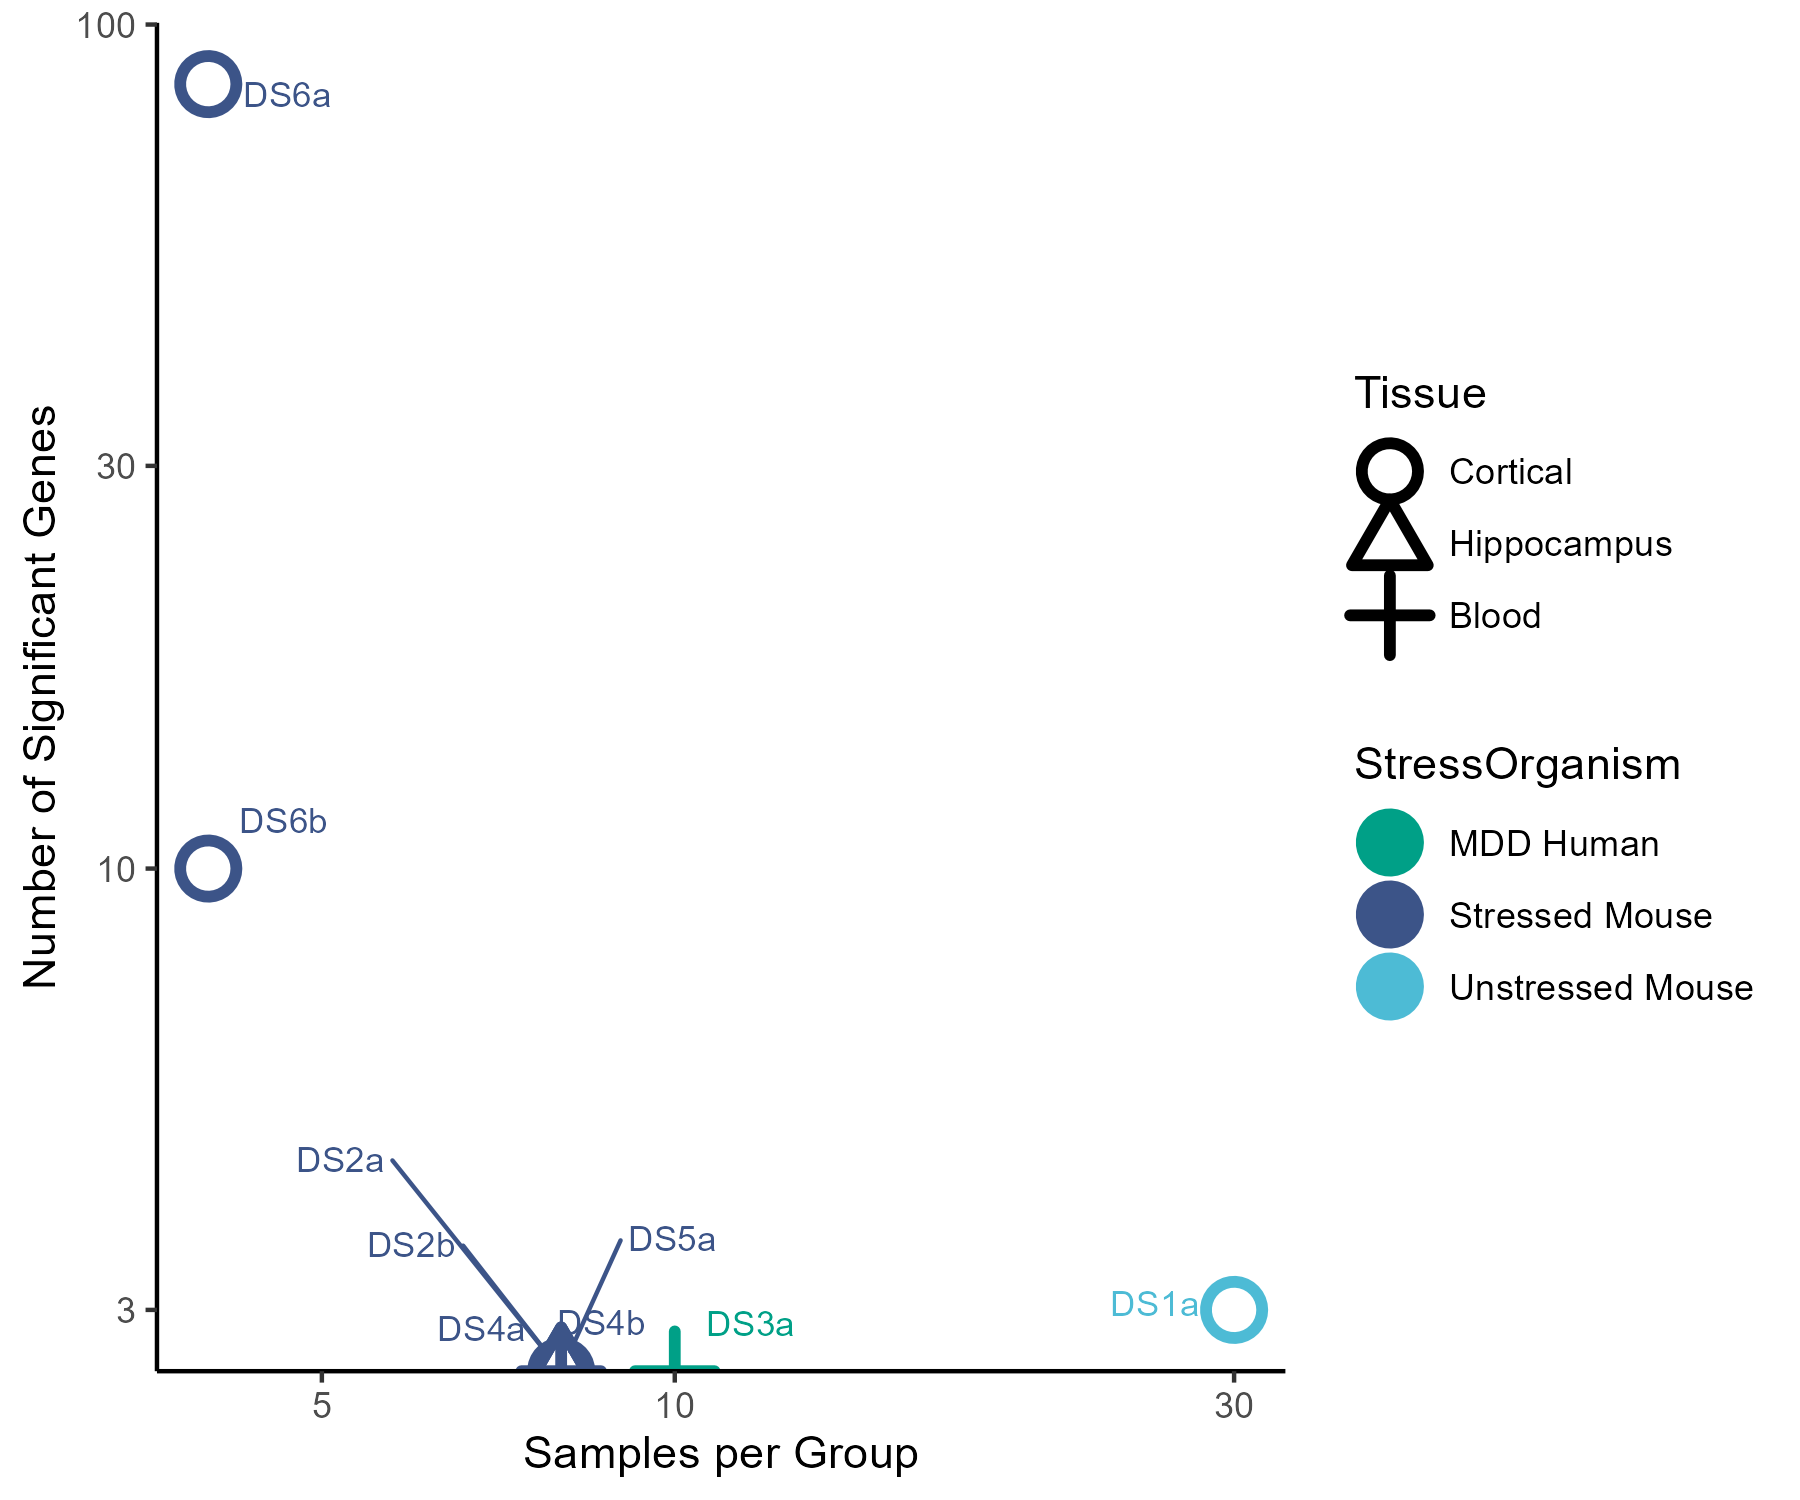 100
30
10
3
Number of Significant Genes
DS6a
DS6b
DS2a
DS2b
DS5a
DS4a
DS4b
DS3a
DS1a
5
10
30
Samples per Group
Tissue
Cortical
Hippocampus
Blood
StressOrganism
MDD Human
Stressed Mouse
Unstressed Mouse